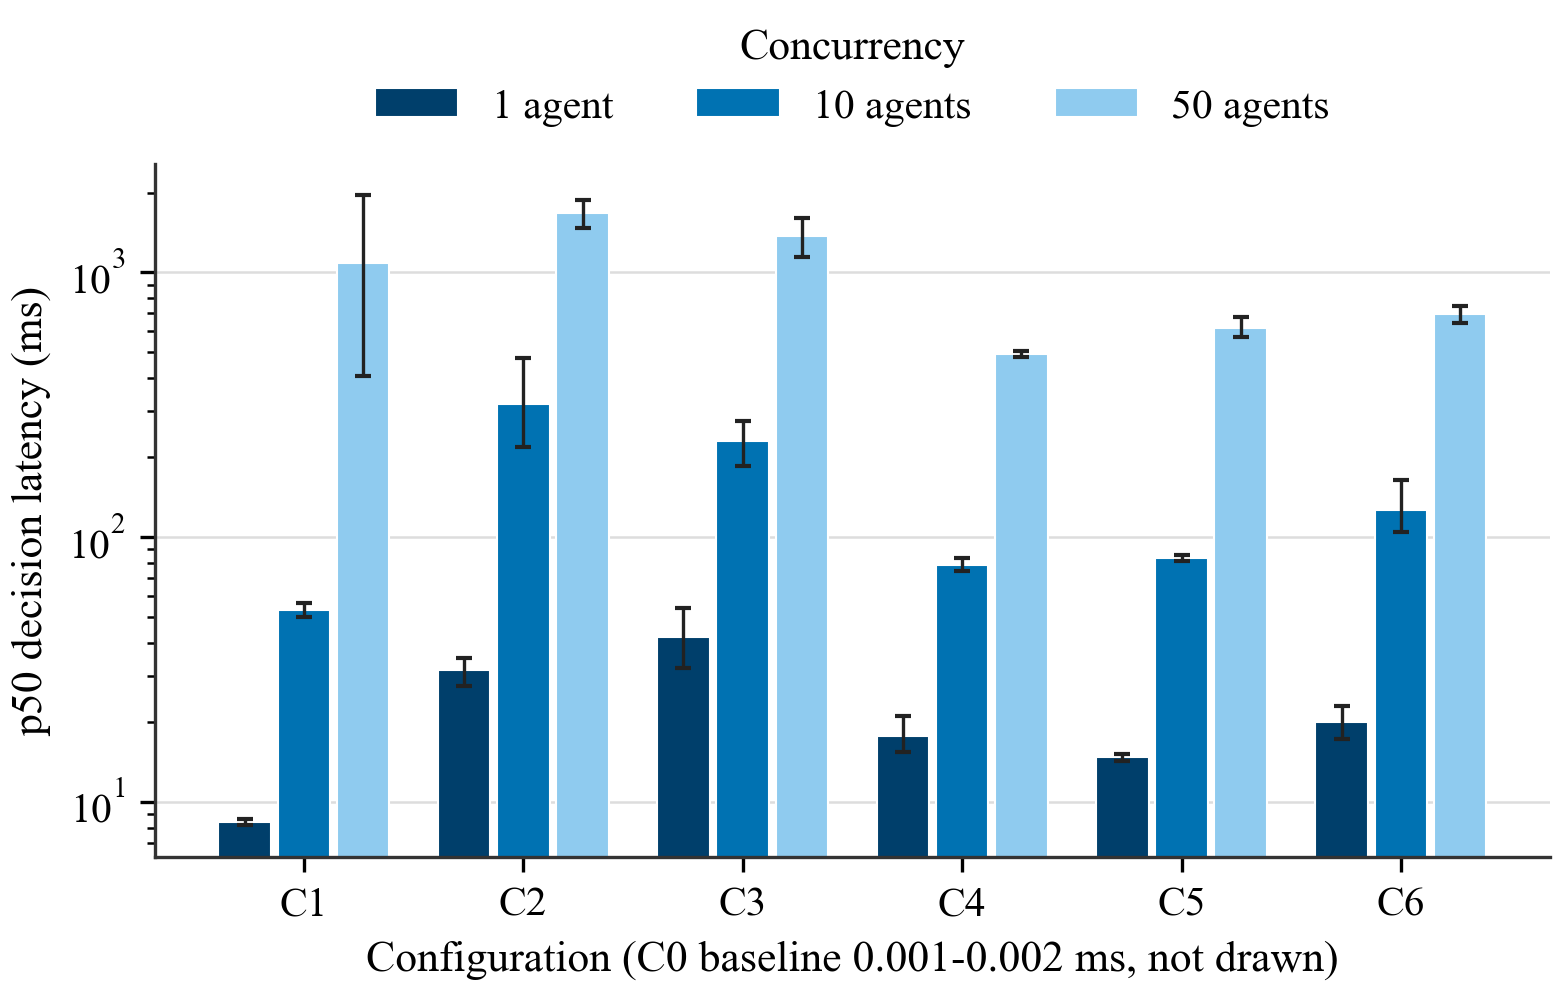 Concurrency
1 agent 10 agents 50 agents
p50 decision latency (ms)
10³
10²
10¹
C1 C2 C3 C4 C5 C6
Configuration (C0 baseline 0.001-0.002 ms, not drawn)